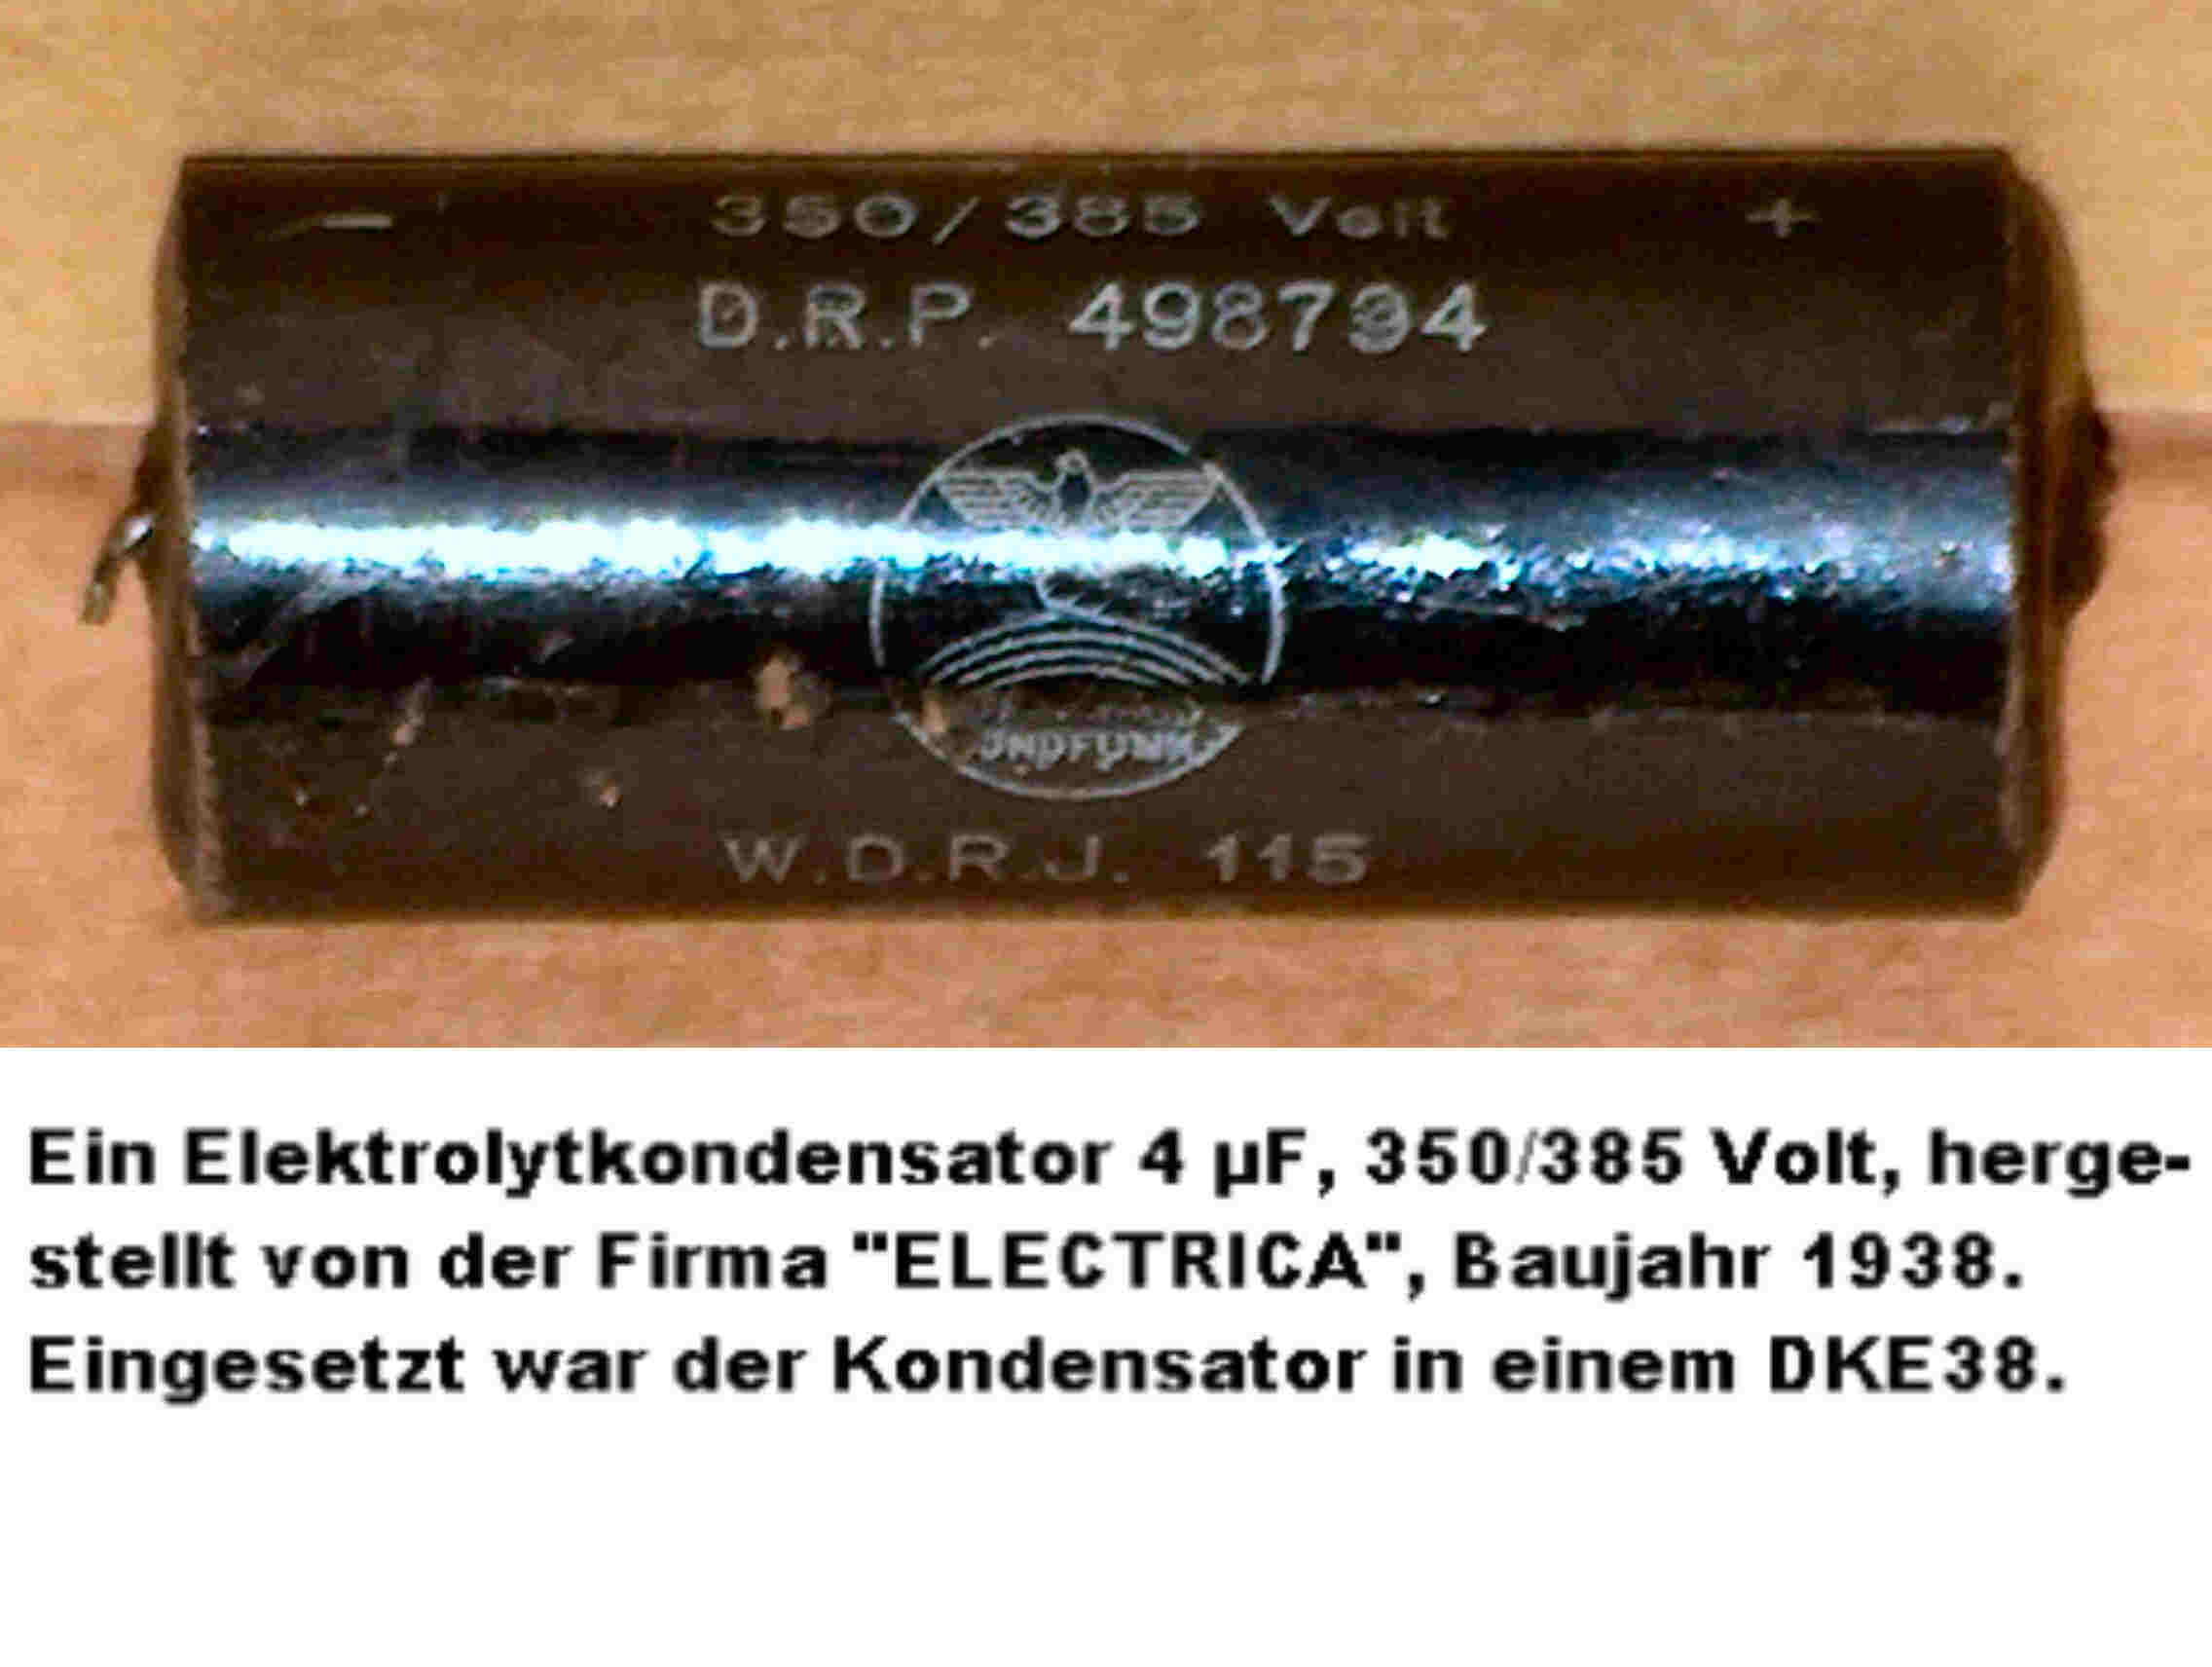 − 350/385 Volt +
D.R.P. 498794
W.D.R.J. 115
Ein Elektrolytkondensator 4 µF, 350/385 Volt, herge-
stellt von der Firma "ELECTRICA", Baujahr 1938.
Eingesetzt war der Kondensator in einem DKE38.